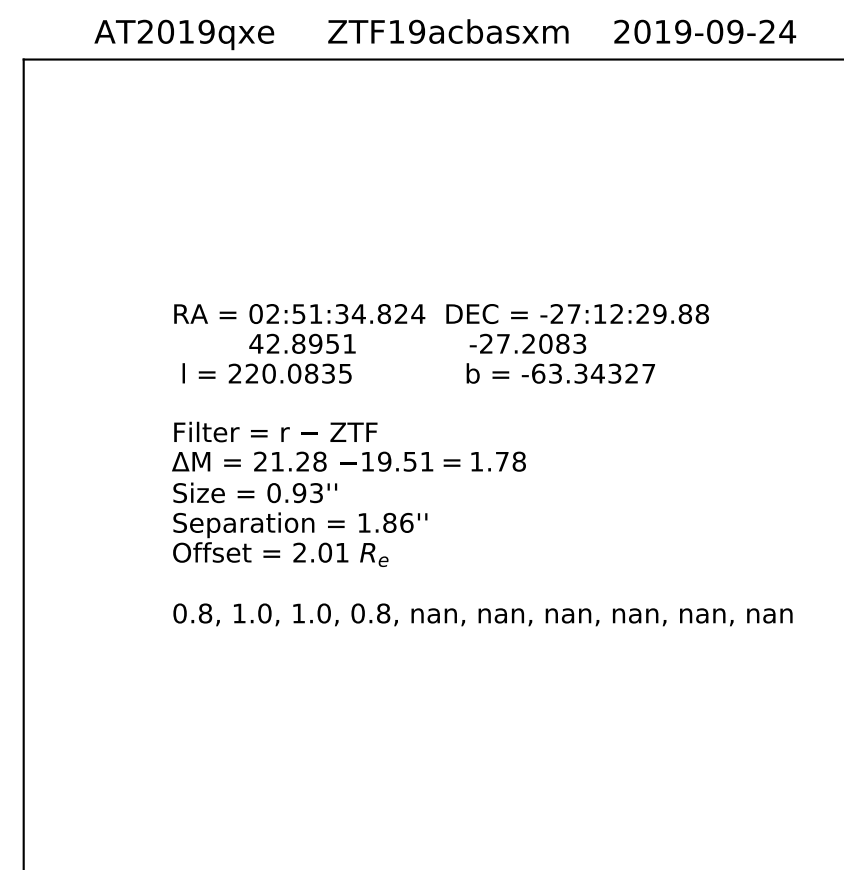 AT2019qxe ZTF19acbasxm 2019-09-24
RA = 02:51:34.824 DEC = -27:12:29.88
42.8951 -27.2083
l = 220.0835 b = -63.34327
Filter = r − ZTF
ΔM = 21.28 −19.51 = 1.78
Size = 0.93''
Separation = 1.86''
Offset = 2.01 Re
0.8, 1.0, 1.0, 0.8, nan, nan, nan, nan, nan, nan